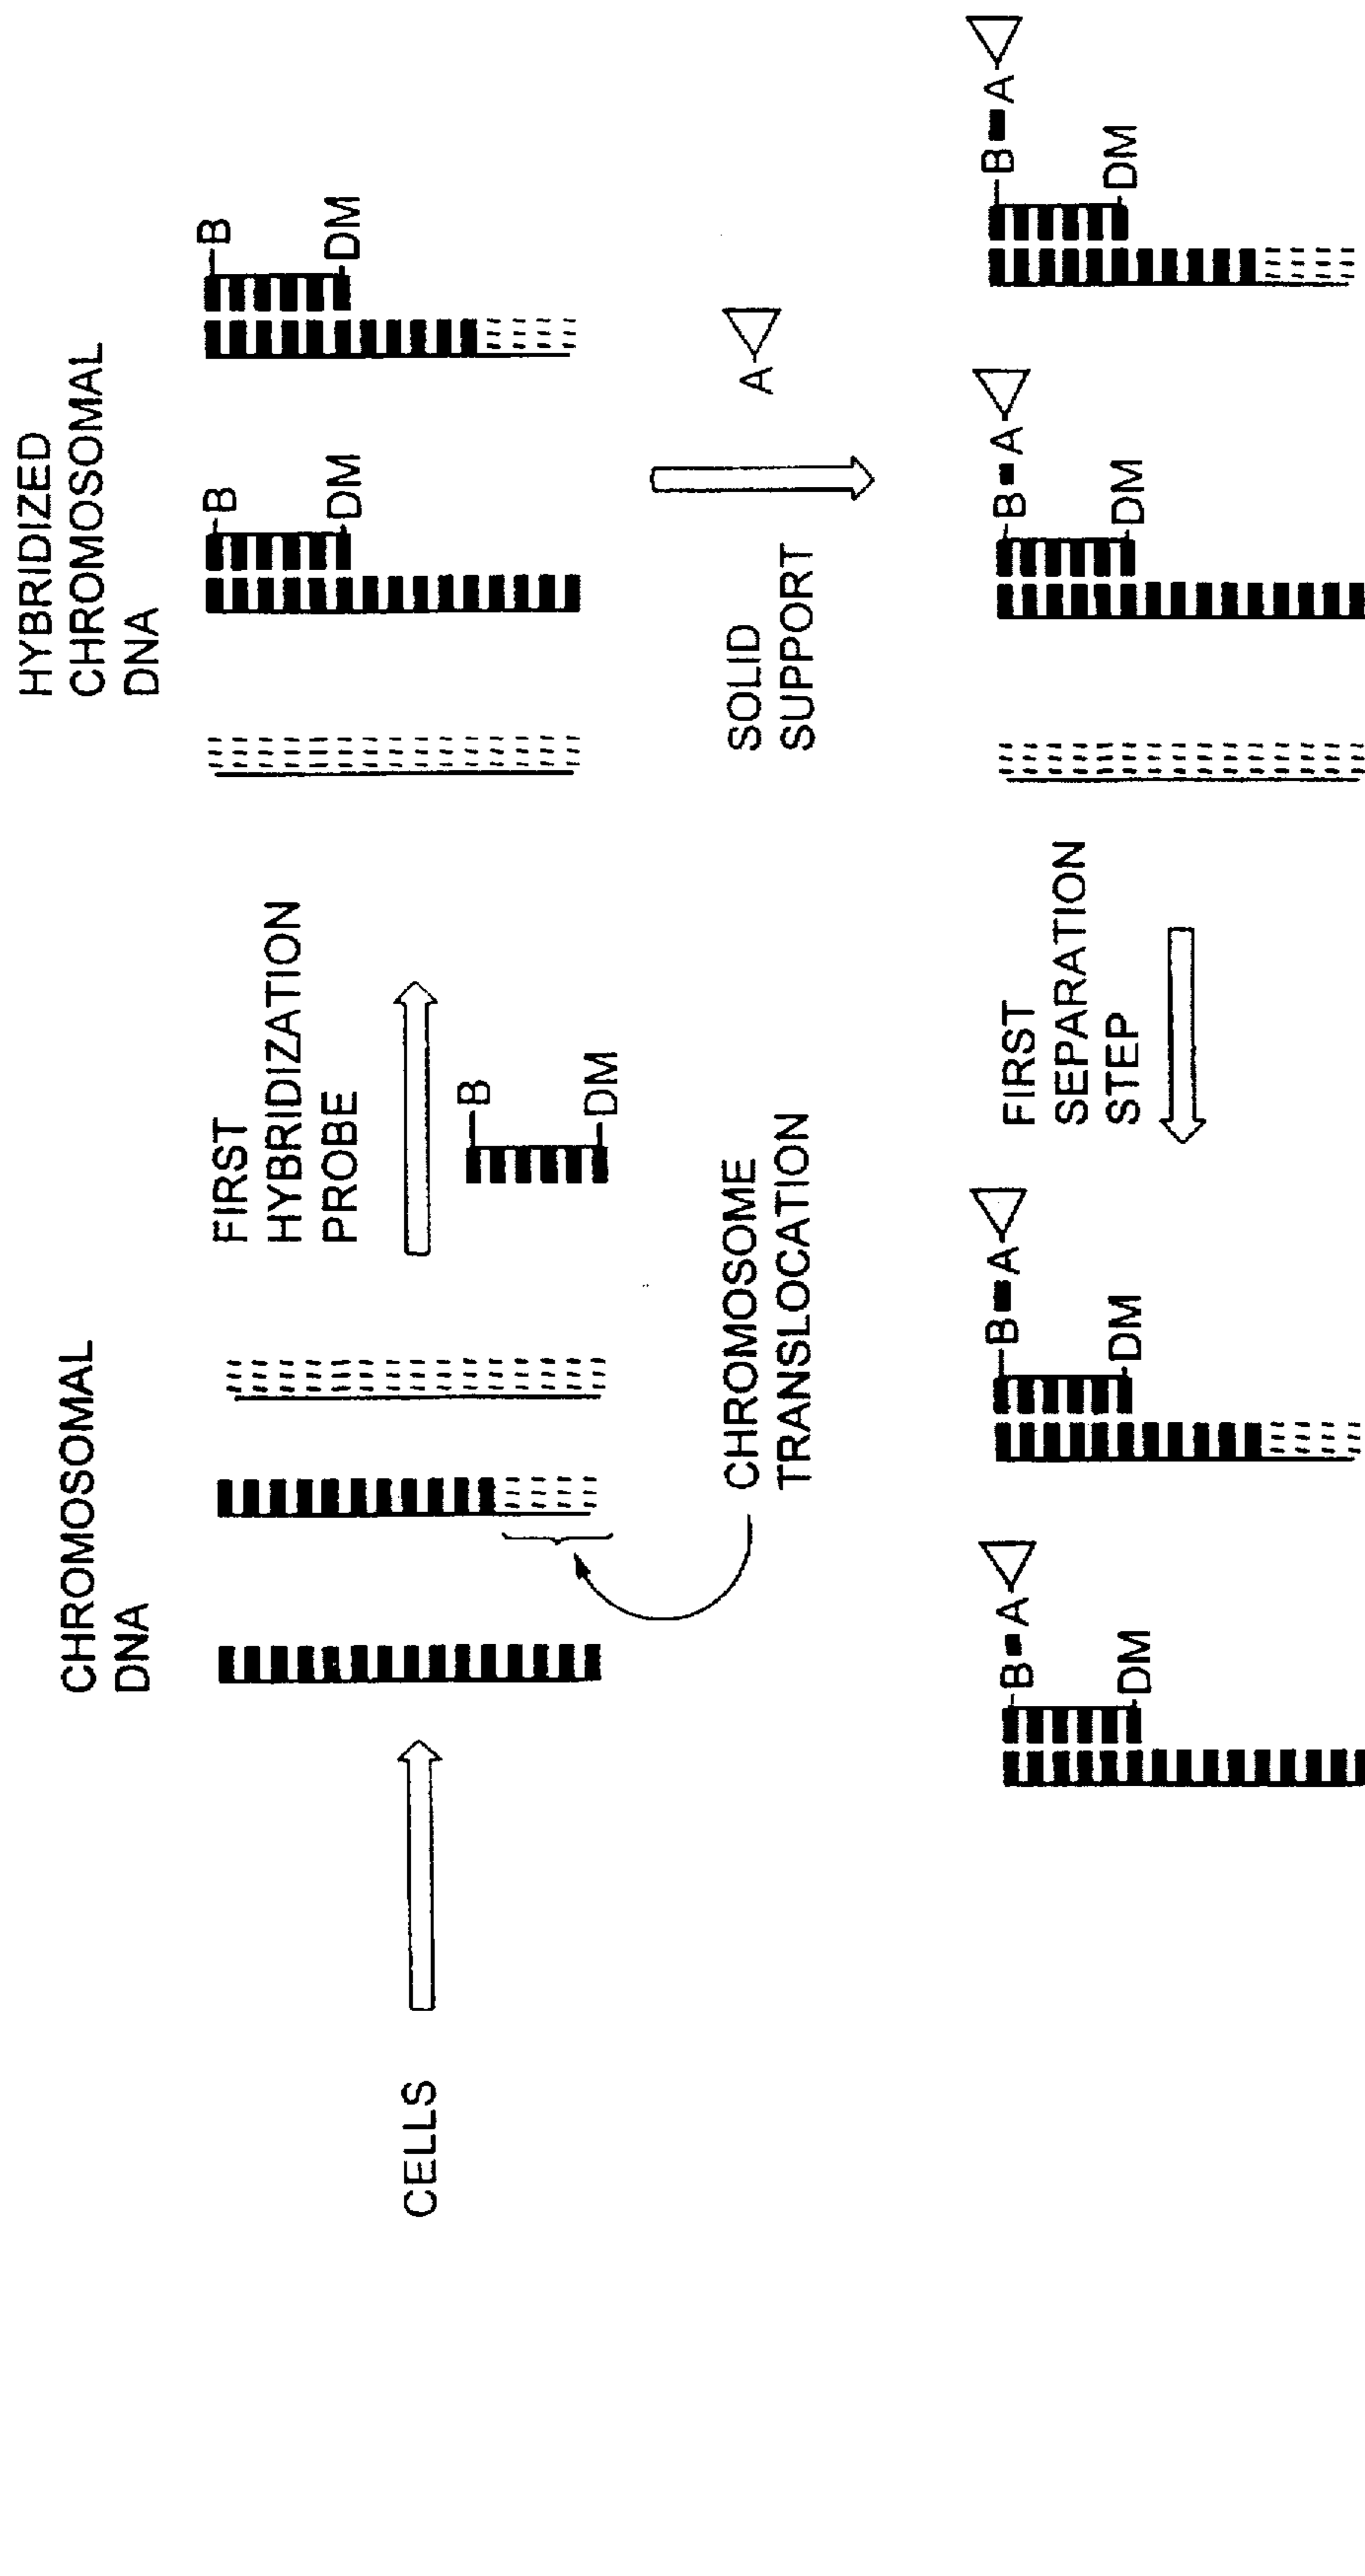 CELLS
CHROMOSOMAL
DNA
FIRST
HYBRIDIZATION
PROBE
B
DM
CHROMOSOME
TRANSLOCATION
HYBRIDIZED
CHROMOSOMAL
DNA
B
DM
B
DM
SOLID
SUPPORT
A
B A
DM
B A
DM
FIRST
SEPARATION
STEP
B A
DM
B A
DM